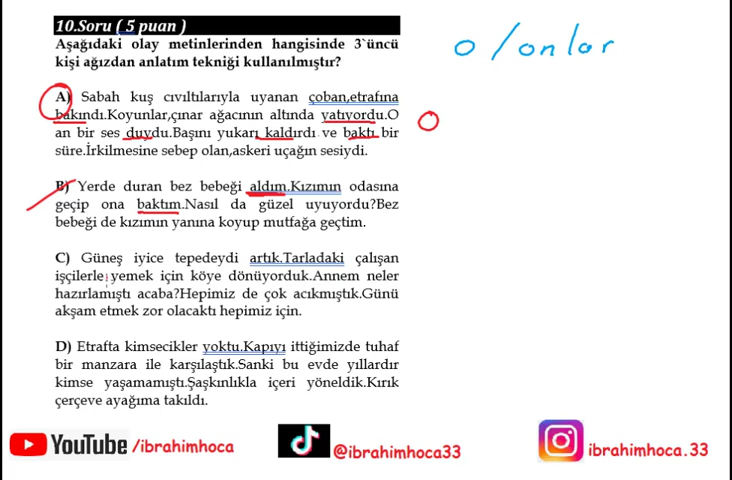 10.Soru ( 5 puan )
Aşağıdaki olay metinlerinden hangisinde 3`üncü
kişi ağızdan anlatım tekniği kullanılmıştır?
o / onlar
A) Sabah kuş cıvıltılarıyla uyanan çoban,etrafına
bakındı.Koyunlar,çınar ağacının altında yatıyordu.O
an bir ses duydu.Başını yukarı kaldırdı ve baktı bir
süre.İrkilmesine sebep olan,askeri uçağın sesiydi.
O
B) Yerde duran bez bebeği aldım.Kızımın odasına
geçip ona baktım.Nasıl da güzel uyuyordu?Bez
bebeği de kızımın yanına koyup mutfağa geçtim.
C) Güneş iyice tepedeydi artık.Tarladaki çalışan
işçilerle yemek için köye dönüyorduk.Annem neler
hazırlamıştı acaba?Hepimiz de çok acıkmıştık.Günü
akşam etmek zor olacaktı hepimiz için.
D) Etrafta kimsecikler yoktu.Kapıyı ittiğimizde tuhaf
bir manzara ile karşılaştık.Sanki bu evde yıllardır
kimse yaşamamıştı.Şaşkınlıkla içeri yöneldik.Kırık
çerçeve ayağıma takıldı.
YouTube /ibrahimhoca
@ibrahimhoca33
ibrahimhoca.33